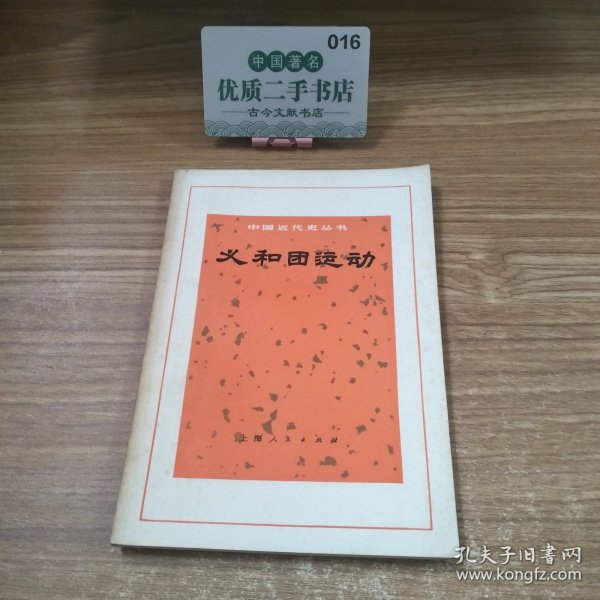 016
中国著名
优质二手书店
古今文献书店
中国近代史丛书
义和团运动
上海人民出版社
孔夫子旧书网
www.kongfz.com